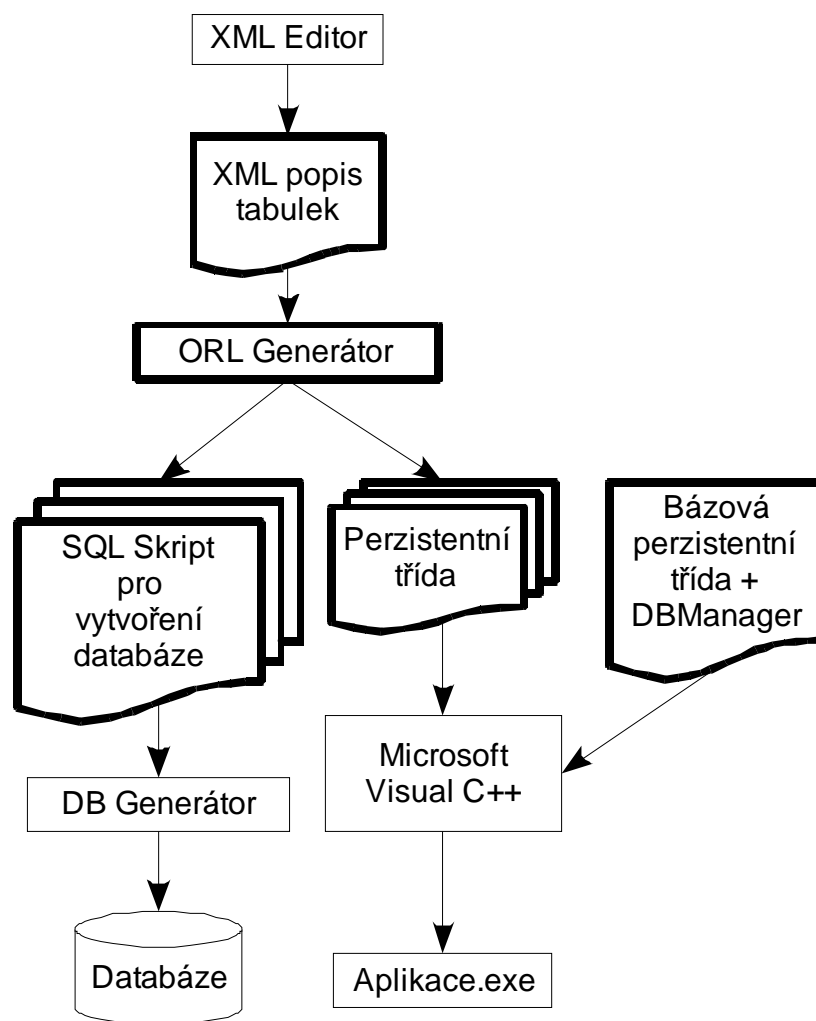 XML Editor
XML popis
tabulek
ORL Generátor
SQL Skript
pro
vytvoření
databáze
Perzistentní
třída
Bázová
perzistentní
třída +
DBManager
Microsoft
Visual C++
DB Generátor
Databáze
Aplikace.exe